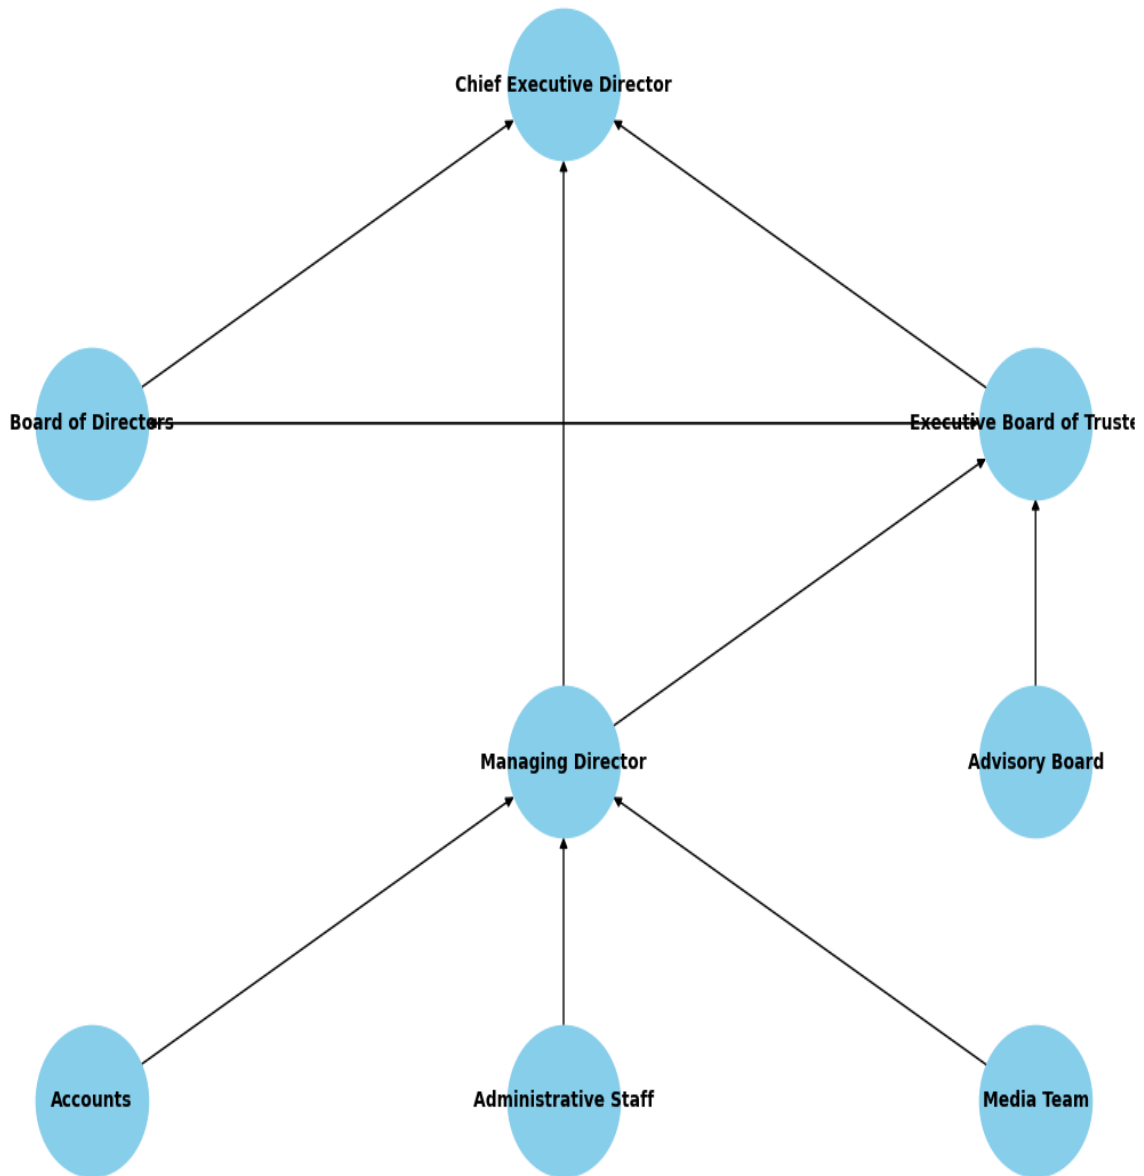 Chief Executive Director
Board of Directors
Executive Board of Truste
Managing Director
Advisory Board
Accounts
Administrative Staff
Media Team